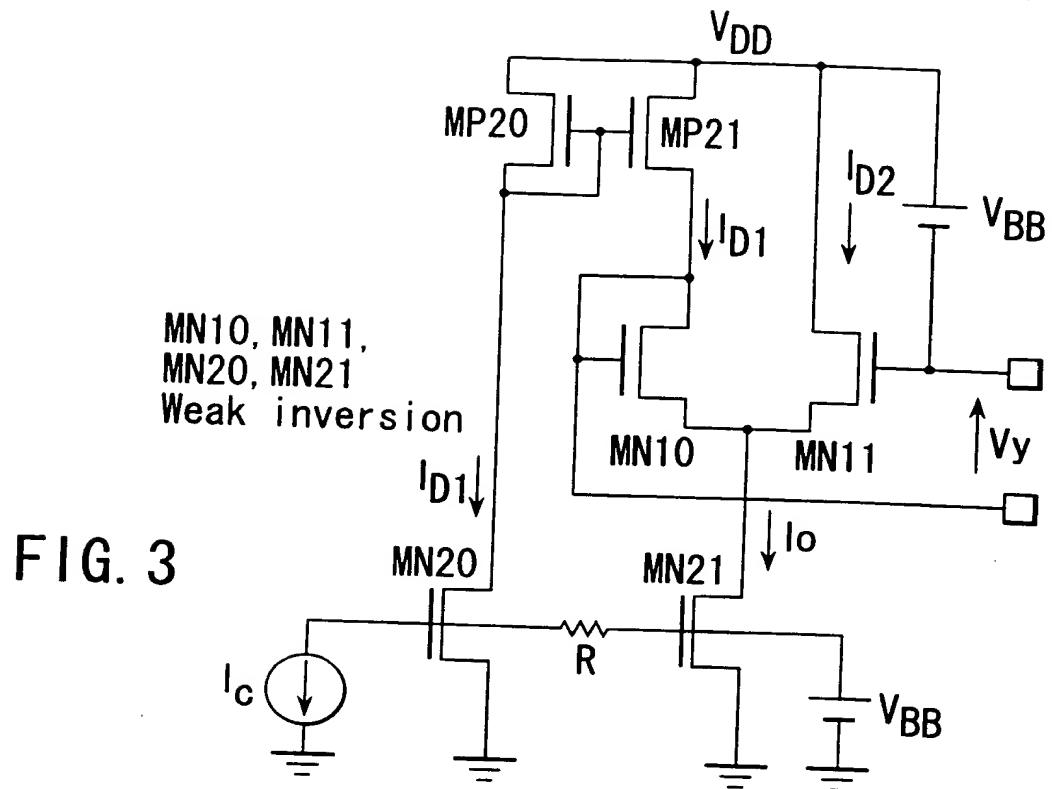 VDD
MP20
MP21
ID2
VBB
ID1
MN10, MN11,
MN20, MN21
Weak inversion
MN10
MN11
Vy
ID1
Io
FIG. 3
MN20
MN21
R
Ic
VBB